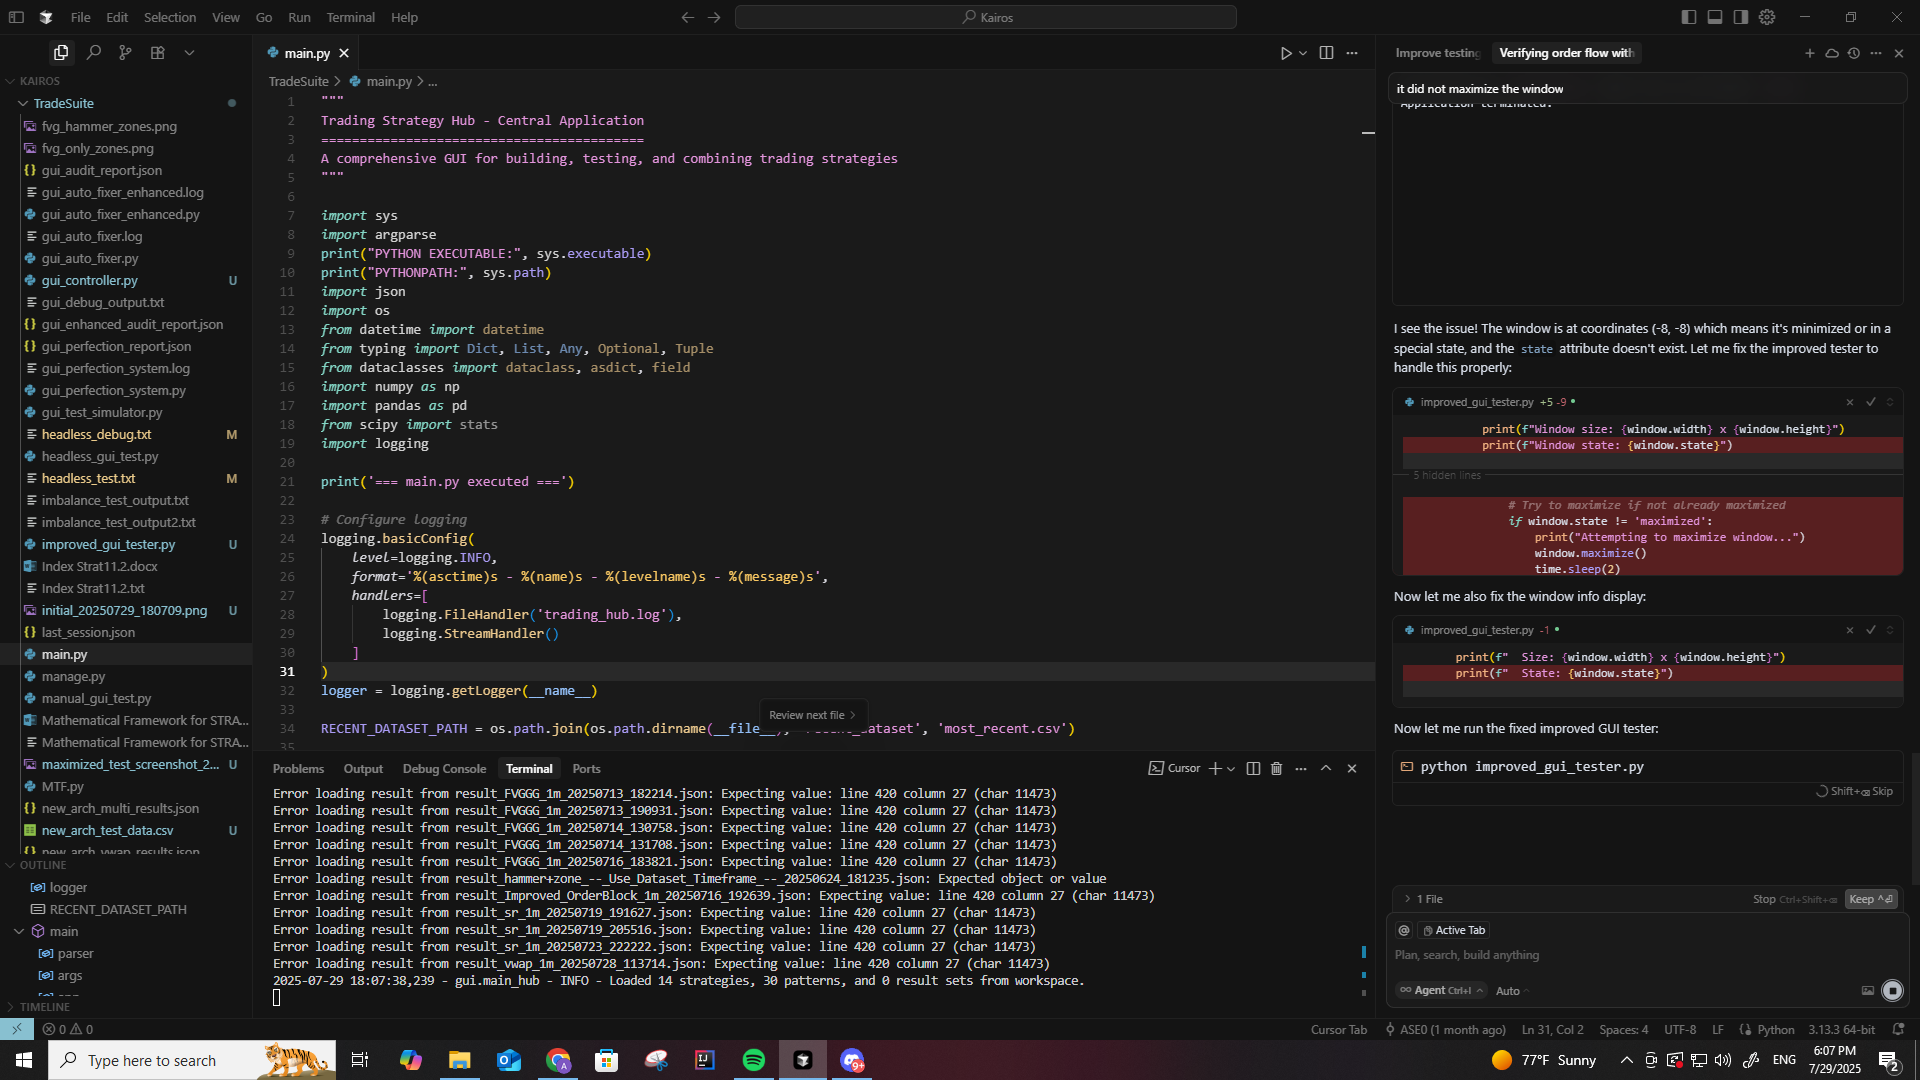 File Edit Selection View Go Run Terminal Help
Kairos
main.py
Improve testing
Verifying order flow with
KAIROS
TradeSuite
fvg_hammer_zones.png
fvg_only_zones.png
gui_audit_report.json
gui_auto_fixer_enhanced.log
gui_auto_fixer_enhanced.py
gui_auto_fixer.log
gui_auto_fixer.py
gui_controller.py U
gui_debug_output.txt
gui_enhanced_audit_report.json
gui_perfection_report.json
gui_perfection_system.log
gui_perfection_system.py
gui_test_simulator.py
headless_debug.txt M
headless_gui_test.py
headless_test.txt M
imbalance_test_output.txt
imbalance_test_output2.txt
improved_gui_tester.py U
Index Strat11.2.docx
Index Strat11.2.txt
initial_20250729_180709.png U
last_session.json
main.py
manage.py
manual_gui_test.py
Mathematical Framework for STRA...
Mathematical Framework for STRA...
maximized_test_screenshot_2... U
MTF.py
new_arch_multi_results.json
new_arch_test_data.csv U
new_arch_vwap_results.json
OUTLINE
logger
RECENT_DATASET_PATH
main
parser
args
TIMELINE
TradeSuite > main.py > ...
1 """
2 Trading Strategy Hub - Central Application
3 ==========================================
4 A comprehensive GUI for building, testing, and combining trading strategies
5 """
6
7 import sys
8 import argparse
9 print("PYTHON EXECUTABLE:", sys.executable)
10 print("PYTHONPATH:", sys.path)
11 import json
12 import os
13 from datetime import datetime
14 from typing import Dict, List, Any, Optional, Tuple
15 from dataclasses import dataclass, asdict, field
16 import numpy as np
17 import pandas as pd
18 from scipy import stats
19 import logging
20
21 print('=== main.py executed ===')
22
23 # Configure logging
24 logging.basicConfig(
25 level=logging.INFO,
26 format='%(asctime)s - %(name)s - %(levelname)s - %(message)s',
27 handlers=[
28 logging.FileHandler('trading_hub.log'),
29 logging.StreamHandler()
30 ]
31 )
32 logger = logging.getLogger(__name__)
33
34 RECENT_DATASET_PATH = os.path.join(os.path.dirname(__file__), _dataset', 'most_recent.csv')
35
Review next file >
Problems Output Debug Console Terminal Ports
Cursor
Error loading result from result_FVGGG_1m_20250713_182214.json: Expecting value: line 420 column 27 (char 11473)
Error loading result from result_FVGGG_1m_20250713_190931.json: Expecting value: line 420 column 27 (char 11473)
Error loading result from result_FVGGG_1m_20250714_130758.json: Expecting value: line 420 column 27 (char 11473)
Error loading result from result_FVGGG_1m_20250714_131708.json: Expecting value: line 420 column 27 (char 11473)
Error loading result from result_FVGGG_1m_20250716_183821.json: Expecting value: line 420 column 27 (char 11473)
Error loading result from result_hammer+zone_--_Use_Dataset_Timeframe_--_20250624_181235.json: Expected object or value
Error loading result from result_Improved_OrderBlock_1m_20250716_192639.json: Expecting value: line 420 column 27 (char 11473)
Error loading result from result_sr_1m_20250719_191627.json: Expecting value: line 420 column 27 (char 11473)
Error loading result from result_sr_1m_20250719_205516.json: Expecting value: line 420 column 27 (char 11473)
Error loading result from result_sr_1m_20250723_222222.json: Expecting value: line 420 column 27 (char 11473)
Error loading result from result_vwap_1m_20250728_113714.json: Expecting value: line 420 column 27 (char 11473)
2025-07-29 18:07:38,239 - gui.main_hub - INFO - Loaded 14 strategies, 30 patterns, and 0 result sets from workspace.
it did not maximize the window
Application terminated.
I see the issue! The window is at coordinates (-8, -8) which means it's minimized or in a
special state, and the state attribute doesn't exist. Let me fix the improved tester to
handle this properly:
improved_gui_tester.py +5 -9
print(f"Window size: {window.width} x {window.height}")
print(f"Window state: {window.state}")
5 hidden lines
# Try to maximize if not already maximized
if window.state != 'maximized':
print("Attempting to maximize window...")
window.maximize()
time.sleep(2)
Now let me also fix the window info display:
improved_gui_tester.py -1
print(f" Size: {window.width} x {window.height}")
print(f" State: {window.state}")
Now let me run the fixed improved GUI tester:
python improved_gui_tester.py
Shift+⌫ Skip
1 File
Stop Ctrl+Shift+⌫ Keep ^⏎
@ Active Tab
Plan, search, build anything
Agent Ctrl+I Auto
0 0
Cursor Tab ASE0 (1 month ago) Ln 31, Col 2 Spaces: 4 UTF-8 LF Python 3.13.3 64-bit
Type here to search
A
IJ
9+
77°F Sunny
ENG
6:07 PM
7/29/2025
2